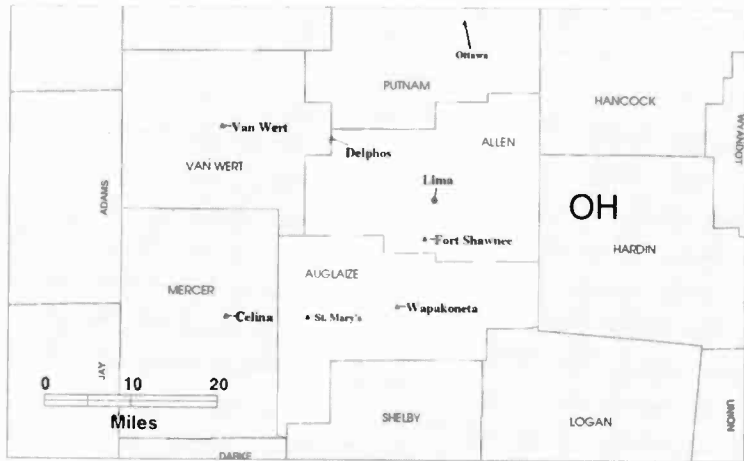 Ottawa
PUTNAM
HANCOCK
WYANDOT
Van Wert
ALLEN
Delphos
VAN WERT
Lima
ADAMS
OH
Fort Shawnee
HARDIN
AUGLAIZE
MERCER
Wapakoneta
Celina
St. Mary's
JAY
0 10 20
Miles
SHELBY
LOGAN
UNION
DARKE